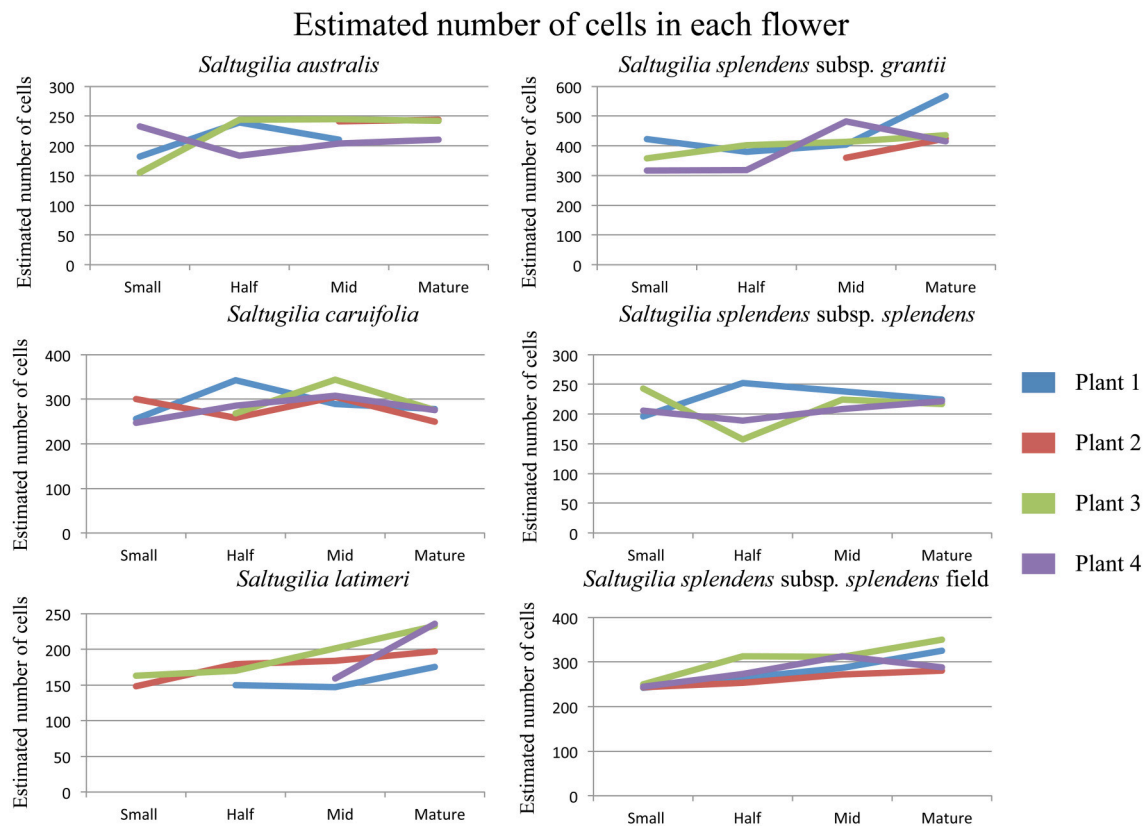 Estimated number of cells in each flower
Saltugilia australis
Estimated number of cells
300
250
200
150
100
50
0
Small Half Mid Mature
Saltugilia splendens subsp. grantii
Estimated number of cells
600
500
400
300
200
100
0
Small Half Mid Mature
Saltugilia caruifolia
Estimated number of cells
400
300
200
100
0
Small Half Mid Mature
Saltugilia splendens subsp. splendens
Estimated number of cells
300
250
200
150
100
50
0
Small Half Mid Mature
Saltugilia latimeri
Estimated number of cells
250
200
150
100
50
0
Small Half Mid Mature
Saltugilia splendens subsp. splendens field
Estimated number of cells
400
300
200
100
0
Small Half Mid Mature
Plant 1
Plant 2
Plant 3
Plant 4